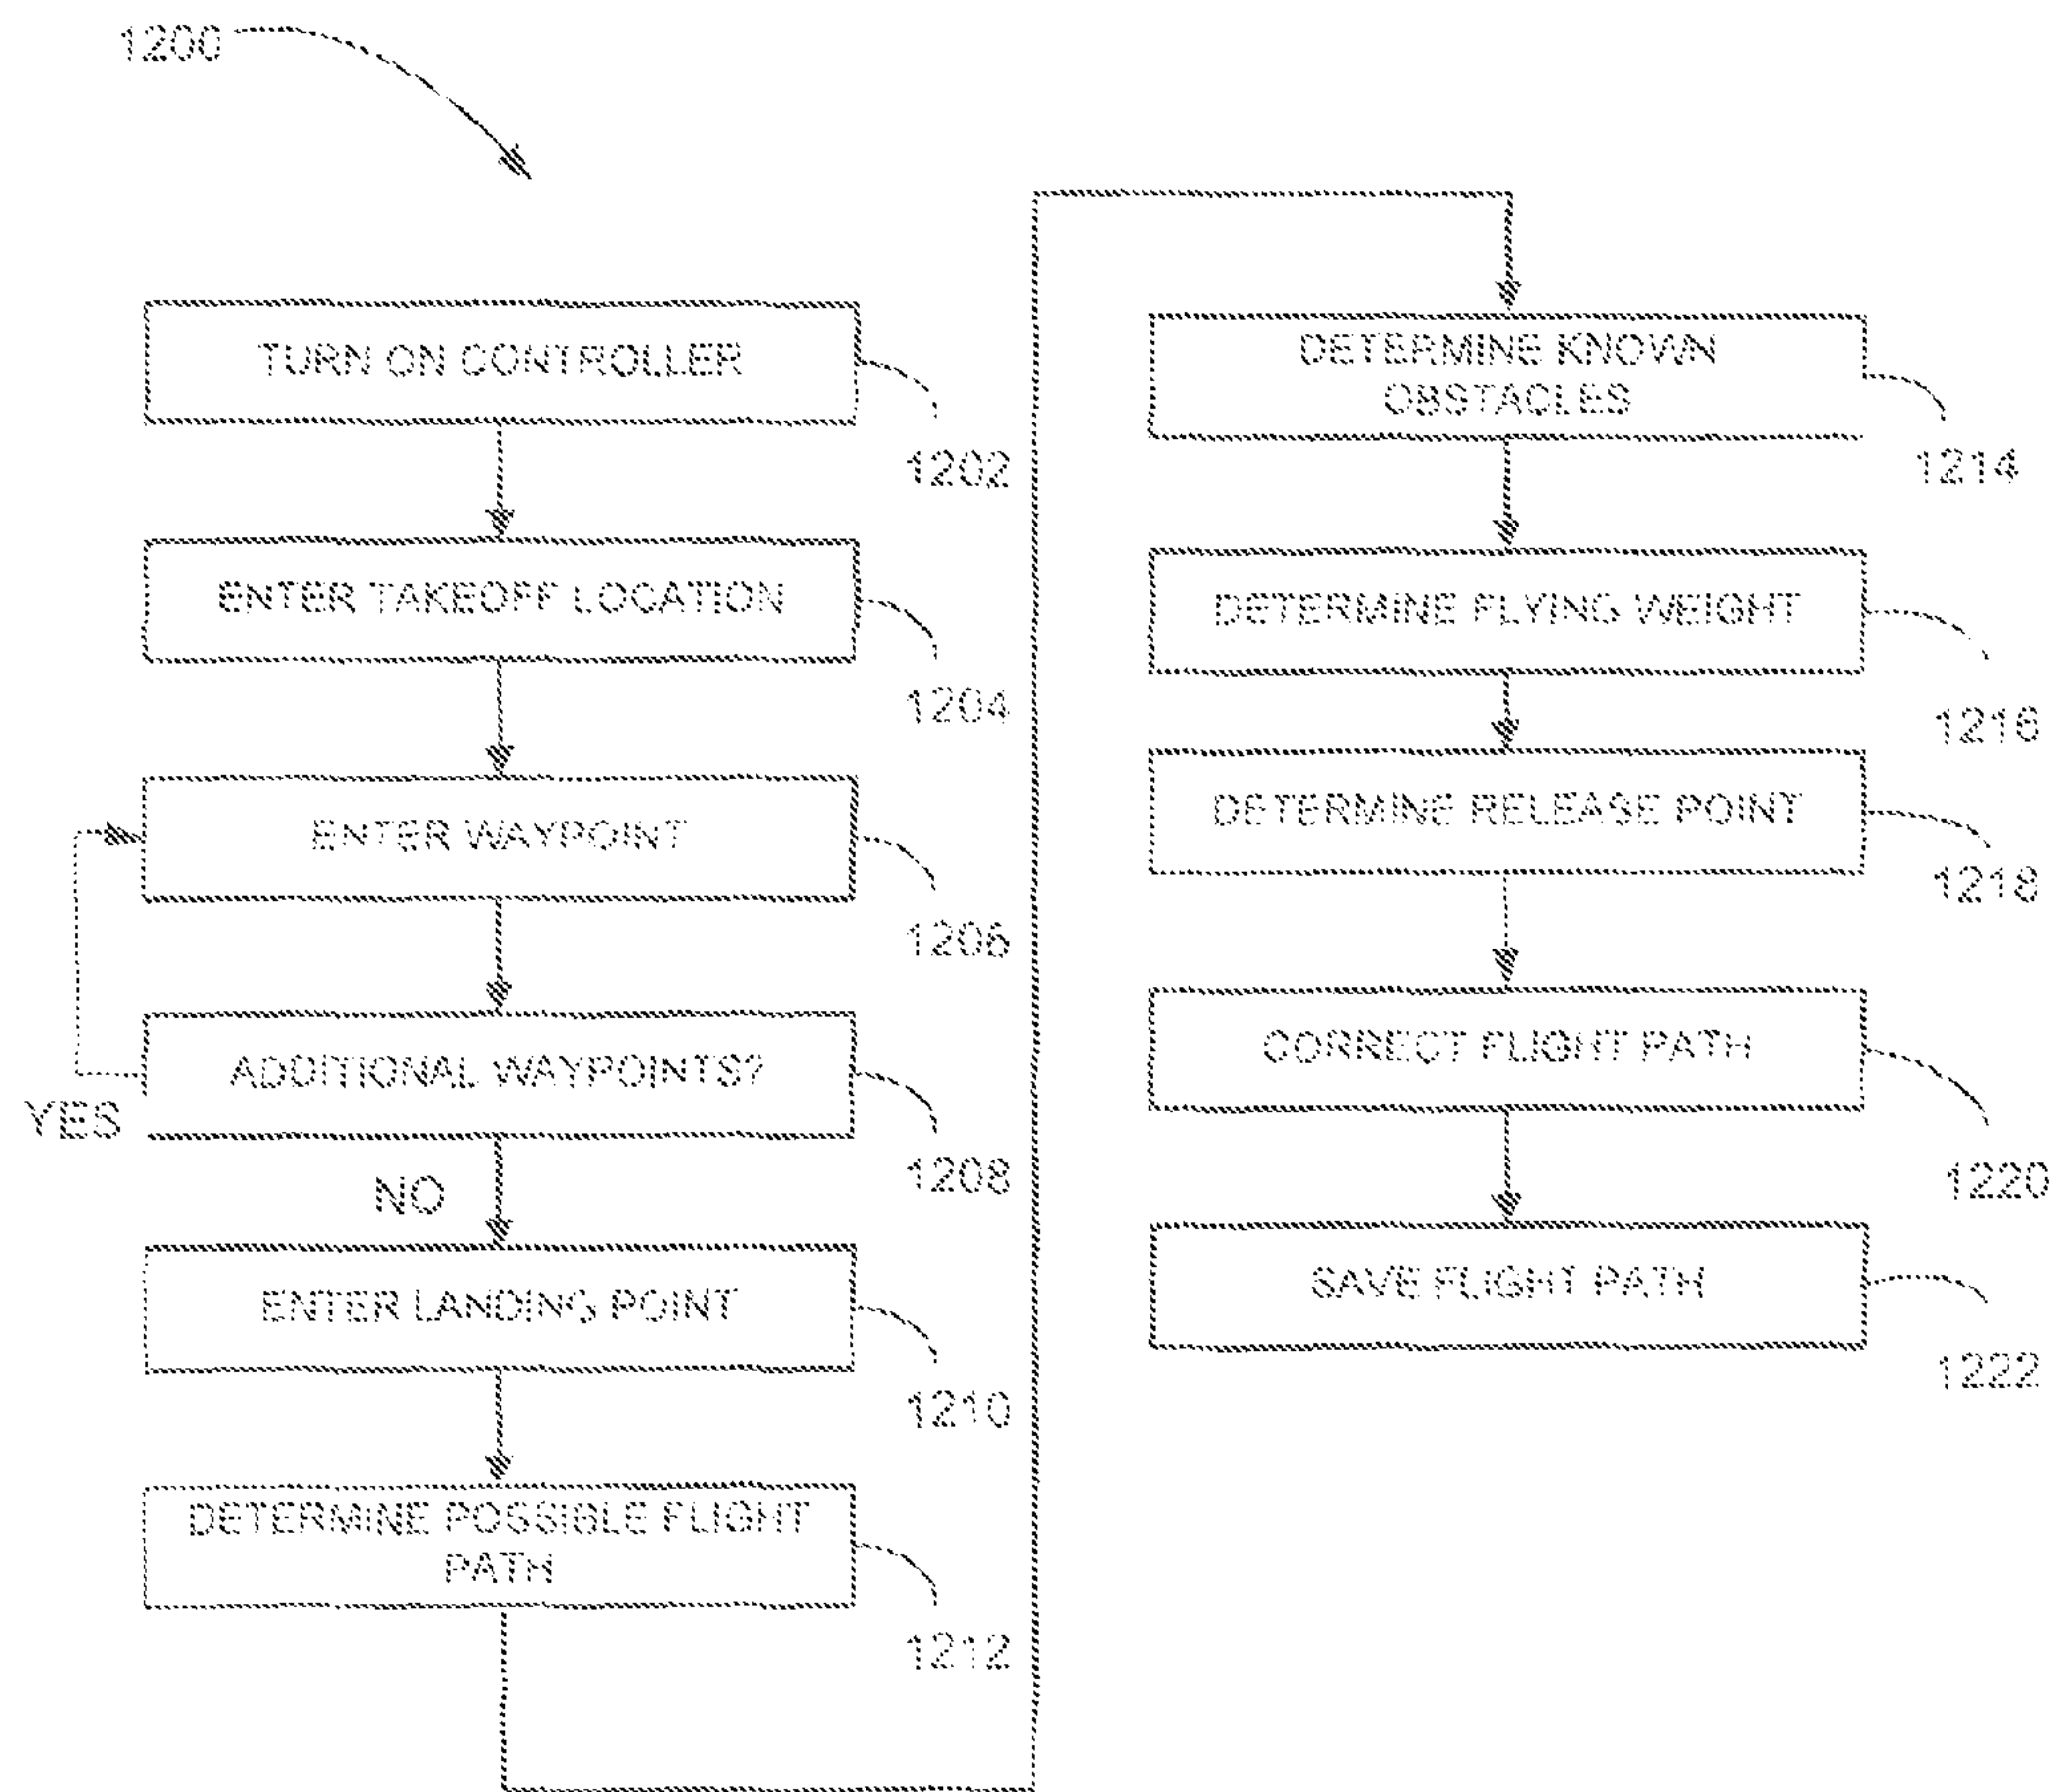 1200
TURN ON CONTROLLER
1202
ENTER TAKEOFF LOCATION
1204
ENTER WAYPOINT
1206
ADDITIONAL WAYPOINTS?
YES
1208
NO
ENTER LANDING POINT
1210
DETERMINE POSSIBLE FLIGHT
PATH
1212
DETERMINE KNOWN
OBSTACLES
1214
DETERMINE FLYING WEIGHT
1216
DETERMINE RELEASE POINT
1218
CORRECT FLIGHT PATH
1220
SAVE FLIGHT PATH
1222